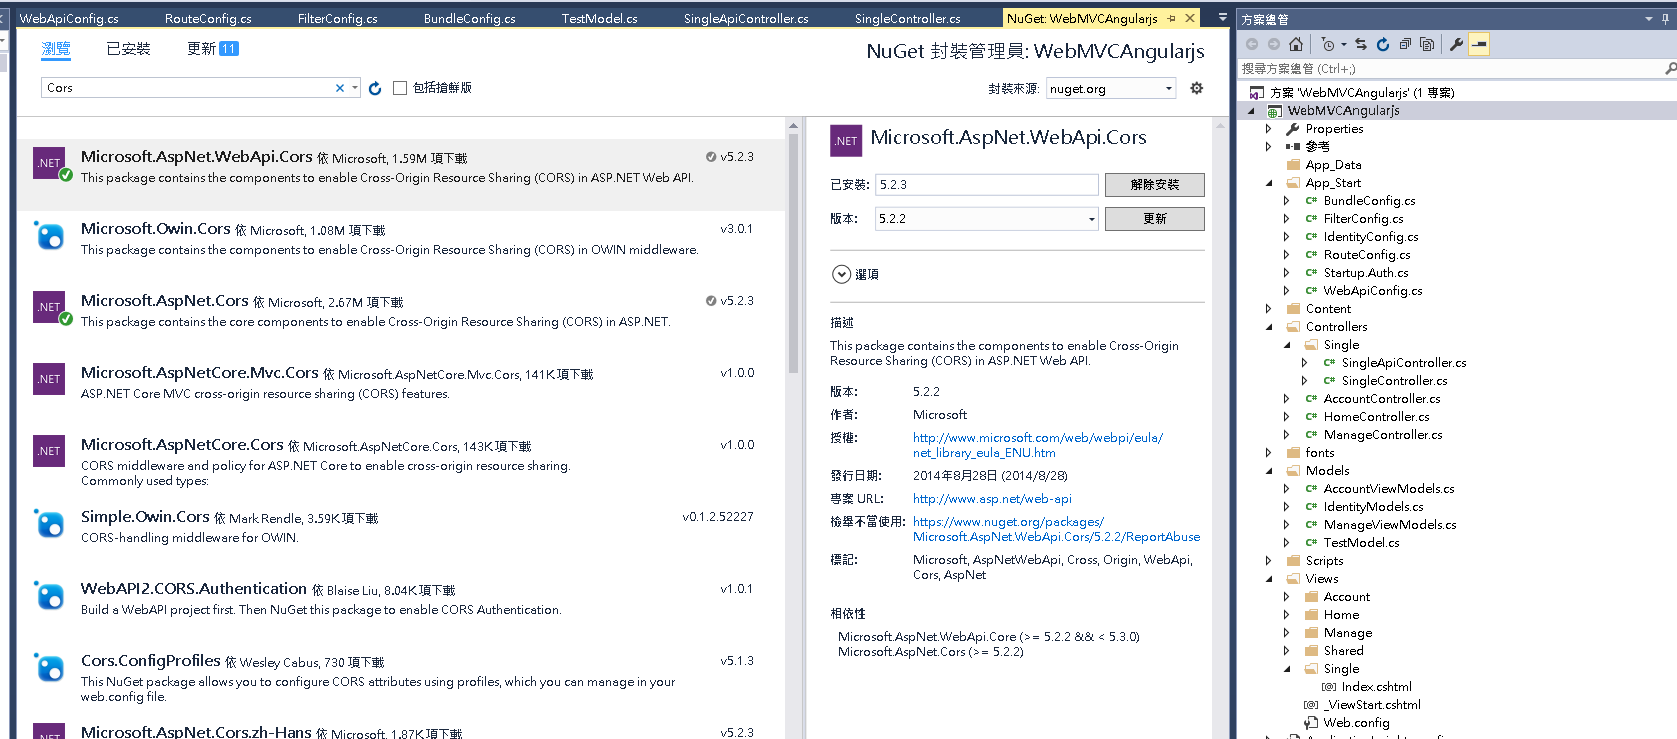 WebApiConfig.cs
RouteConfig.cs
FilterConfig.cs
BundleConfig.cs
TestModel.cs
SingleApiController.cs
SingleController.cs
NuGet: WebMVCAngularjs
瀏覽
已安裝
更新 11
NuGet 封裝管理員: WebMVCAngularjs
Cors
包括搶鮮版
封裝來源: nuget.org
.NET
Microsoft.AspNet.WebApi.Cors 依 Microsoft, 1.59M 項下載
v5.2.3
This package contains the components to enable Cross-Origin Resource Sharing (CORS) in ASP.NET Web API.
Microsoft.Owin.Cors 依 Microsoft, 1.08M 項下載
v3.0.1
This package contains the components to enable Cross-Origin Resource Sharing (CORS) in OWIN middleware.
.NET
Microsoft.AspNet.Cors 依 Microsoft, 2.67M 項下載
v5.2.3
This package contains the core components to enable Cross-Origin Resource Sharing (CORS) in ASP.NET.
.NET
Microsoft.AspNetCore.Mvc.Cors 依 Microsoft.AspNetCore.Mvc.Cors, 141K 項下載
v1.0.0
ASP.NET Core MVC cross-origin resource sharing (CORS) features.
.NET
Microsoft.AspNetCore.Cors 依 Microsoft.AspNetCore.Cors, 143K 項下載
v1.0.0
CORS middleware and policy for ASP.NET Core to enable cross-origin resource sharing.
Commonly used types:
Simple.Owin.Cors 依 Mark Rendle, 3.59K 項下載
v0.1.2.52227
CORS-handling middleware for OWIN.
WebAPI2.CORS.Authentication 依 Blaise Liu, 8.04K 項下載
v1.0.1
Build a WebAPI project first. Then NuGet this package to enable CORS Authentication.
Cors.ConfigProfiles 依 Wesley Cabus, 730 項下載
v5.1.3
This NuGet package allows you to configure CORS attributes using profiles, which you can manage in your
web.config file.
.NET
Microsoft.AspNet.Cors.zh-Hans 依 Microsoft, 1.87K 項下載
v5.2.3
.NET
Microsoft.AspNet.WebApi.Cors
已安裝: 5.2.3
解除安裝
版本: 5.2.2
更新
選項
描述
This package contains the components to enable Cross-Origin
Resource Sharing (CORS) in ASP.NET Web API.
版本: 5.2.2
作者: Microsoft
授權: http://www.microsoft.com/web/webpi/eula/
net_library_eula_ENU.htm
發行日期: 2014年8月28日 (2014/8/28)
專案 URL: http://www.asp.net/web-api
檢舉不當使用: https://www.nuget.org/packages/
Microsoft.AspNet.WebApi.Cors/5.2.2/ReportAbuse
標記: Microsoft, AspNetWebApi, Cross, Origin, WebApi,
Cors, AspNet
相依性
Microsoft.AspNet.WebApi.Core (>= 5.2.2 && < 5.3.0)
Microsoft.AspNet.Cors (>= 5.2.2)
方案總管
搜尋方案總管 (Ctrl+;)
方案 'WebMVCAngularjs' (1 專案)
WebMVCAngularjs
Properties
參考
App_Data
App_Start
C# BundleConfig.cs
C# FilterConfig.cs
C# IdentityConfig.cs
C# RouteConfig.cs
C# Startup.Auth.cs
C# WebApiConfig.cs
Content
Controllers
Single
C# SingleApiController.cs
C# SingleController.cs
C# AccountController.cs
C# HomeController.cs
C# ManageController.cs
fonts
Models
C# AccountViewModels.cs
C# IdentityModels.cs
C# ManageViewModels.cs
C# TestModel.cs
Scripts
Views
Account
Home
Manage
Shared
Single
[@] Index.cshtml
[@] _ViewStart.cshtml
Web.config